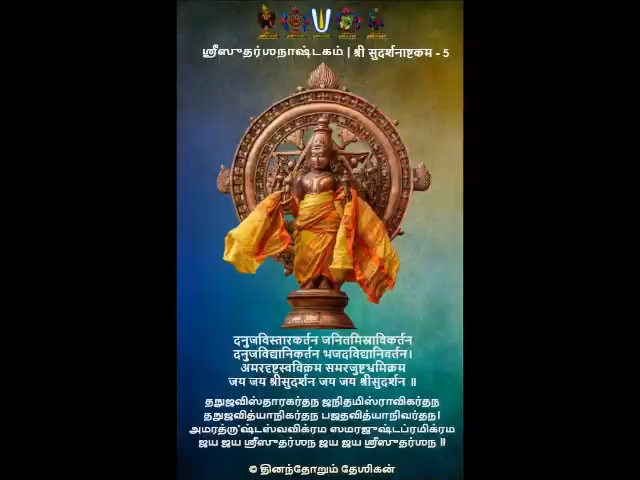 ஸ்ரீஸுதர்ஶநாஷ்டகம் | श्री सुदर्शनाष्टकम - 5
दनुजविस्तारकर्तन जनितमिस्राविकर्तन
दनुजविद्यानिकर्तन भजदविद्यानिवर्तन।
अमरदृष्टस्वविक्रम समरजुष्टभ्रमिक्रम
जय जय श्रीसुदर्शन जय जय श्रीसुदर्शन ॥
தநுஜவிஸ்தாரகர்தந ஜநிதமிஸ்ராவிகர்தந
தநுஜவித்யாநிகர்தந பஜதவித்யாநிவர்தந।
அமரத்ருʼஷ்டஸ்வவிக்ரம ஸமரஜுஷ்டப்ரமிக்ரம
ஜய ஜய ஸ்ரீஸுதர்ஶந ஜய ஜய ஸ்ரீஸுதர்ஶந ॥
© தினந்தோறும் தேஶிகன்